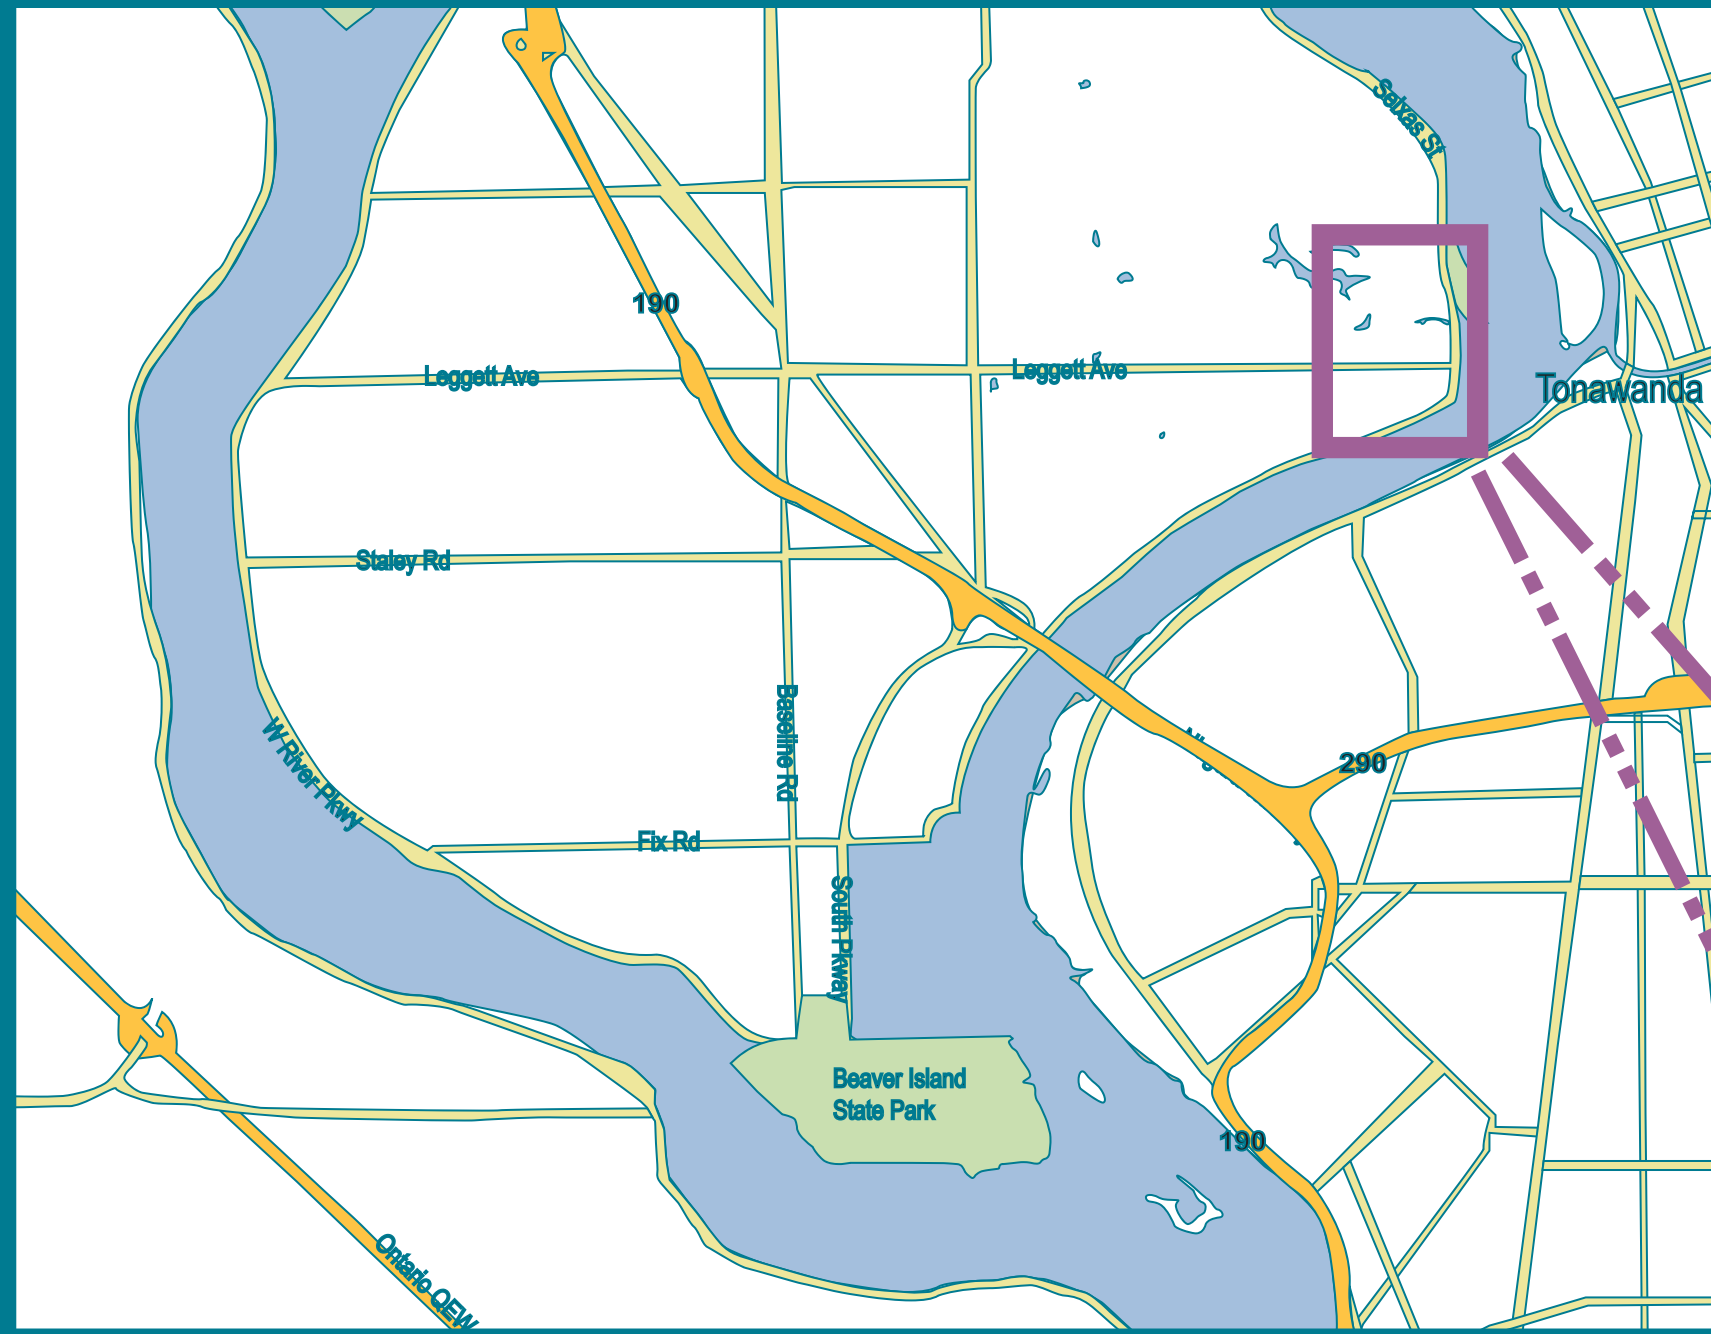 Seixas St
190
Leggett Ave
Leggett Ave
Tonawanda
Staley Rd
Baseline Rd
W River Pkwy
290
Fix Rd
South Pkway
Beaver Island
State Park
190
Ontario QEW